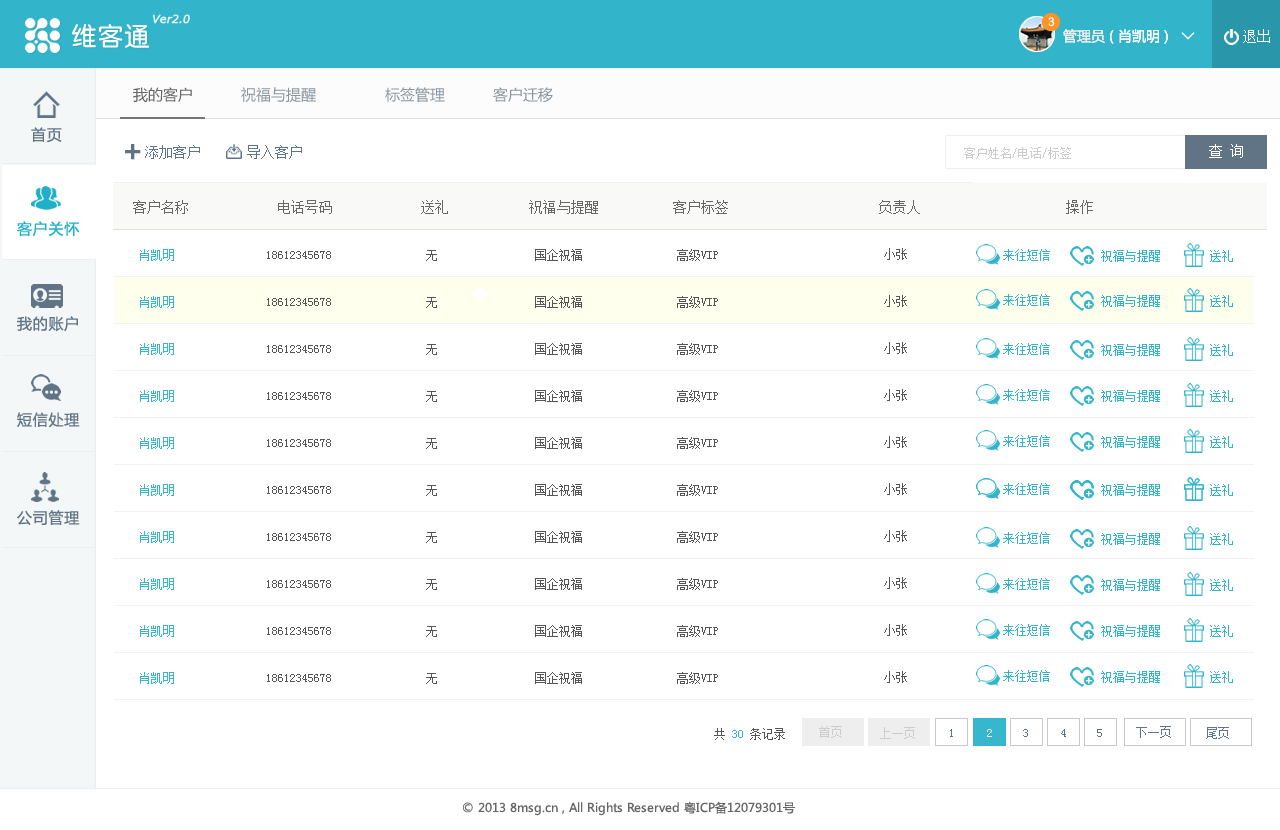 维客通 Ver2.0
3
管理员 ( 肖凯明 )
退出
首页
客户关怀
我的账户
短信处理
公司管理
我的客户 祝福与提醒 标签管理 客户迁移
添加客户 导入客户 客户姓名/电话/标签 查 询
客户名称 电话号码 送礼 祝福与提醒 客户标签 负责人 操作
肖凯明 18612345678 无 国企祝福 高级VIP 小张 来往短信 祝福与提醒 送礼
肖凯明 18612345678 无 国企祝福 高级VIP 小张 来往短信 祝福与提醒 送礼
肖凯明 18612345678 无 国企祝福 高级VIP 小张 来往短信 祝福与提醒 送礼
肖凯明 18612345678 无 国企祝福 高级VIP 小张 来往短信 祝福与提醒 送礼
肖凯明 18612345678 无 国企祝福 高级VIP 小张 来往短信 祝福与提醒 送礼
肖凯明 18612345678 无 国企祝福 高级VIP 小张 来往短信 祝福与提醒 送礼
肖凯明 18612345678 无 国企祝福 高级VIP 小张 来往短信 祝福与提醒 送礼
肖凯明 18612345678 无 国企祝福 高级VIP 小张 来往短信 祝福与提醒 送礼
肖凯明 18612345678 无 国企祝福 高级VIP 小张 来往短信 祝福与提醒 送礼
肖凯明 18612345678 无 国企祝福 高级VIP 小张 来往短信 祝福与提醒 送礼
共 30 条记录 首页 上一页 1 2 3 4 5 下一页 尾页
© 2013 8msg.cn , All Rights Reserved 粤ICP备12079301号